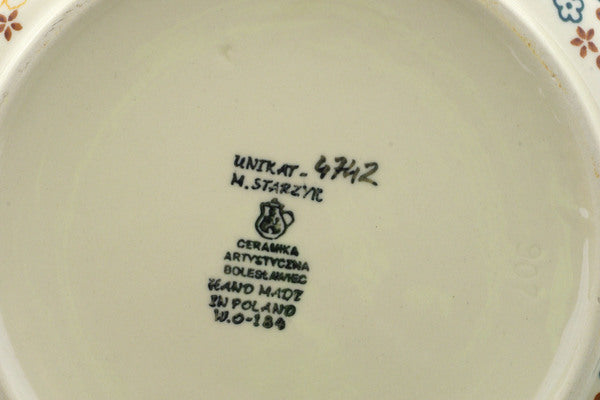 UNIKAT - 4742
M. STARZYK
CERAMIKA
ARTYSTYCZNA
BOLESŁAWIEC
HAND MADE
IN POLAND
W.O-184